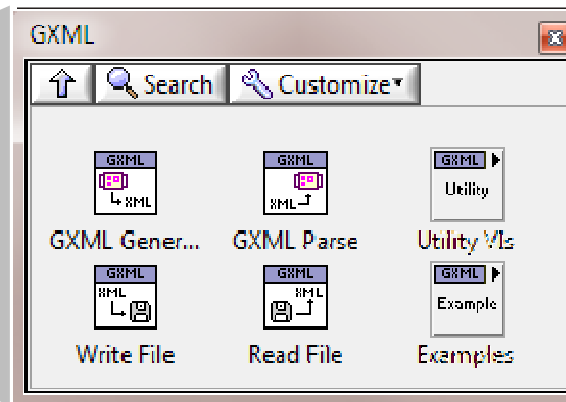 GXML
Search Customize
GXML GXML GXML
XML XML Utility
GXML Gener... GXML Parse Utility VIs
GXML GXML GXML
XML XML Example
Write File Read File Examples